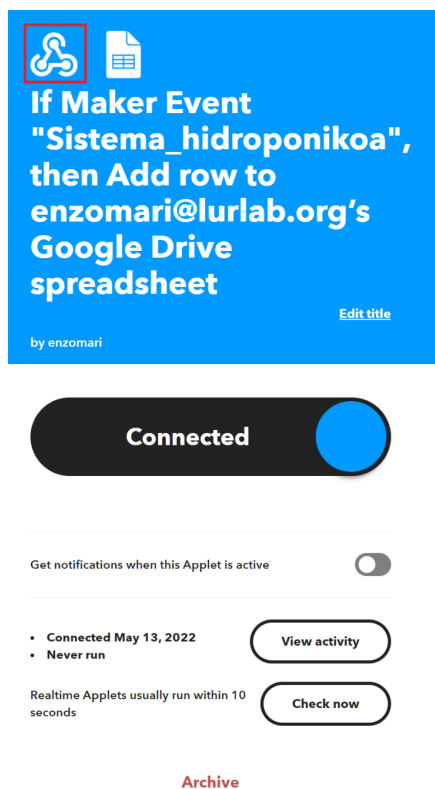 If Maker Event
"Sistema_hidroponikoa",
then Add row to
enzomari@lurlab.org’s
Google Drive
spreadsheet
Edit title
by enzomari
Connected
Get notifications when this Applet is active
• Connected May 13, 2022
• Never run
View activity
Realtime Applets usually run within 10
seconds
Check now
Archive